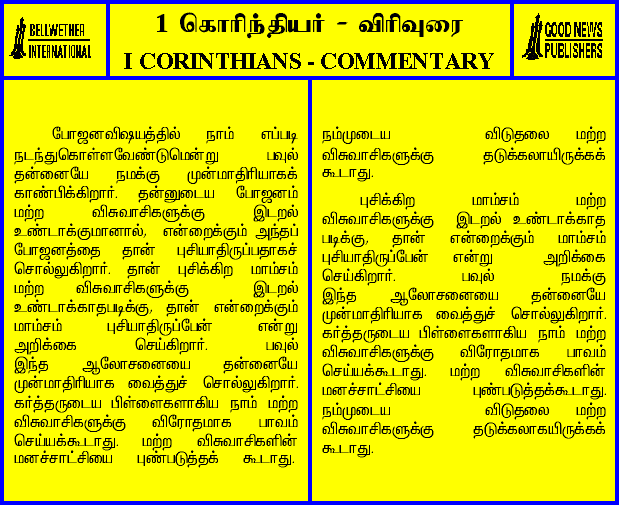 BELLWETHER
INTERNATIONAL
1 கொரிந்தியர் - விரிவுரை
I CORINTHIANS - COMMENTARY
GOOD NEWS
PUBLISHERS
போஜனவிஷயத்தில் நாம் எப்படி
நடந்துகொள்ளவேண்டுமென்று பவுல்
தன்னையே நமக்கு முன்மாதிரியாகக்
காண்பிக்கிறார். தன்னுடைய போஜனம்
மற்ற விசுவாசிகளுக்கு இடறல்
உண்டாக்குமானால், என்றைக்கும் அந்தப்
போஜனத்தை தான் புசியாதிருப்பதாகச்
சொல்லுகிறார். தான் புசிக்கிற மாம்சம்
மற்ற விசுவாசிகளுக்கு இடறல்
உண்டாக்காதபடிக்கு, தான் என்றைக்கும்
மாம்சம் புசியாதிருப்பேன் என்று
அறிக்கை செய்கிறார். பவுல்
இந்த ஆலோசனையை தன்னையே
முன்மாதிரியாக வைத்துச் சொல்லுகிறார்.
கர்த்தருடைய பிள்ளைகளாகிய நாம் மற்ற
விசுவாசிகளுக்கு விரோதமாக பாவம்
செய்யக்கூடாது. மற்ற விசுவாசிகளின்
மனச்சாட்சியை புண்படுத்தக் கூடாது.
நம்முடைய விடுதலை மற்ற
விசுவாசிகளுக்கு தடுக்கலாயிருக்கக்
கூடாது.
புசிக்கிற மாம்சம் மற்ற
விசுவாசிகளுக்கு இடறல் உண்டாக்காத
படிக்கு, தான் என்றைக்கும் மாம்சம்
புசியாதிருப்பேன் என்று அறிக்கை
செய்கிறார். பவுல் நமக்கு
இந்த ஆலோசனையை தன்னையே
முன்மாதிரியாக வைத்துச் சொல்லுகிறார்.
கர்த்தருடைய பிள்ளைகளாகிய நாம் மற்ற
விசுவாசிகளுக்கு விரோதமாக பாவம்
செய்யக்கூடாது. மற்ற விசுவாசிகளின்
மனச்சாட்சியை புண்படுத்தக்கூடாது.
நம்முடைய விடுதலை மற்ற
விசுவாசிகளுக்கு தடுக்கலாகயிருக்கக்
கூடாது.